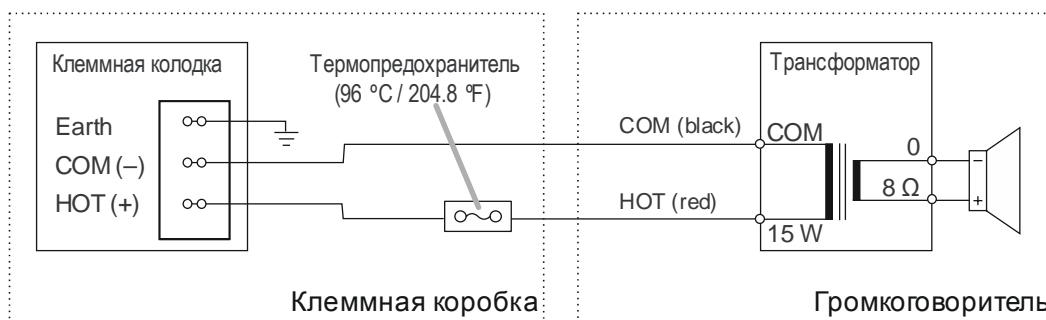 Клеммная колодка
Earth
COM (–)
HOT (+)
Термопредохранитель
(96 °C / 204.8 °F)
COM (black)
HOT (red)
Трансформатор
COM
15 W
0
8 Ω
–
+
Клеммная коробка
Громкоговоритель